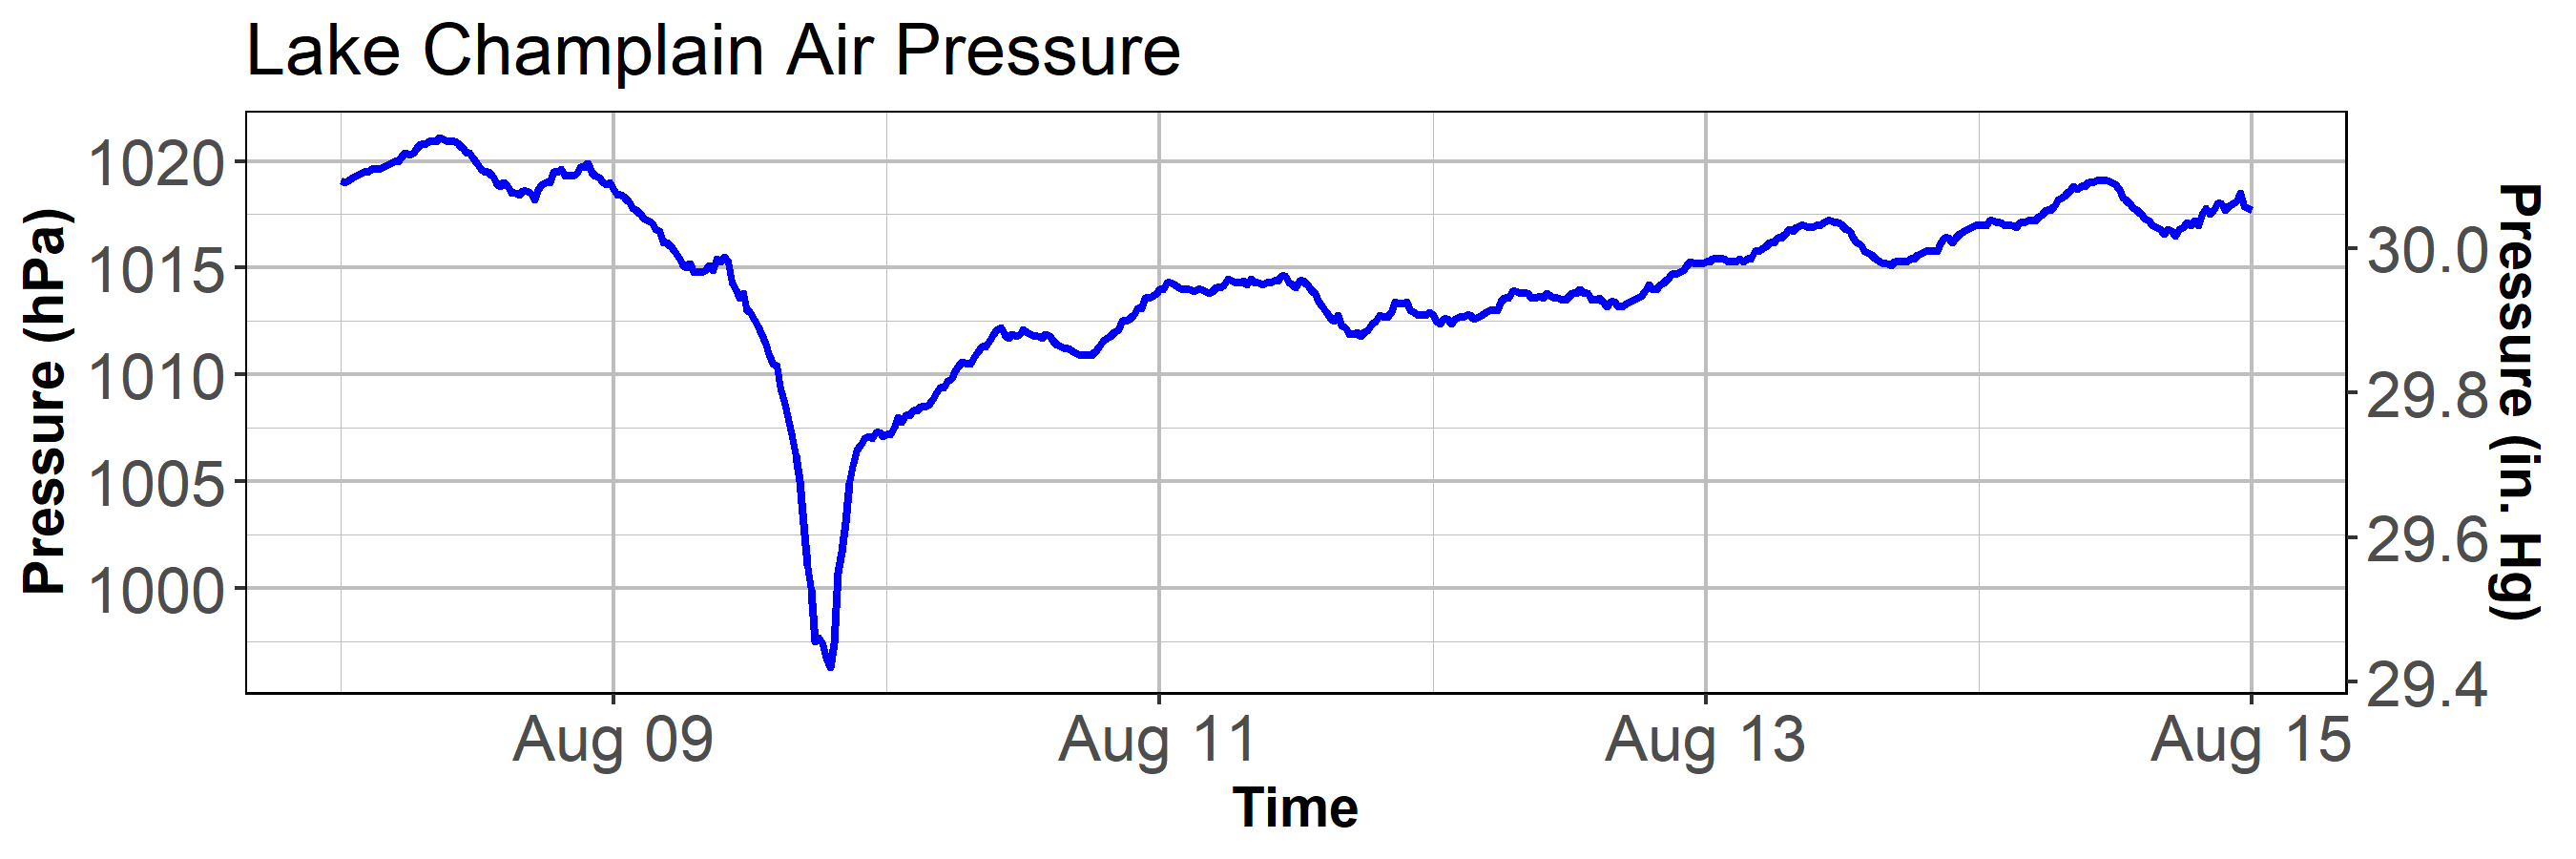 Lake Champlain Air Pressure
Pressure (hPa)
1020
1015
1010
1005
1000
30.0
29.8
29.6
29.4
Pressure (in. Hg)
Aug 09 Aug 11 Aug 13 Aug 15
Time